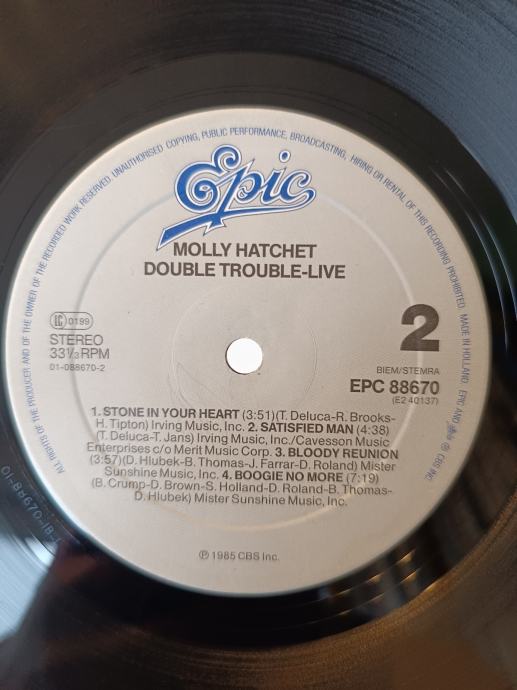 ALL RIGHTS OF THE PRODUCER AND OF THE OWNER OF THE RECORDED WORK RESERVED. UNAUTHORISED COPYING, PUBLIC PERFORMANCE, BROADCASTING, HIRING OR RENTAL OF THIS RECORDING PROHIBITED. MADE IN HOLLAND. EPIC AND
® CBS INC.
Epic
MOLLY HATCHET
DOUBLE TROUBLE-LIVE
LC 0199
STEREO
33⅓ RPM
01-088670-2
2
BIEM/STEMRA
EPC 88670
(E2 40137)
1. STONE IN YOUR HEART (3:51)(T. Deluca-R. Brooks-
H. Tipton) Irving Music, Inc. 2. SATISFIED MAN (4:38)
(T. Deluca-T. Jans) Irving Music, Inc./Cavesson Music
Enterprises c/o Merit Music Corp. 3. BLOODY REUNION
(3:57)(D. Hlubek-B. Thomas-J. Farrar-D. Roland) Mister
Sunshine Music, Inc. 4. BOOGIE NO MORE (7:19)
(B. Crump-D. Brown-S. Holland-D. Roland-B. Thomas-
D. Hlubek) Mister Sunshine Music, Inc.
℗ 1985 CBS Inc.